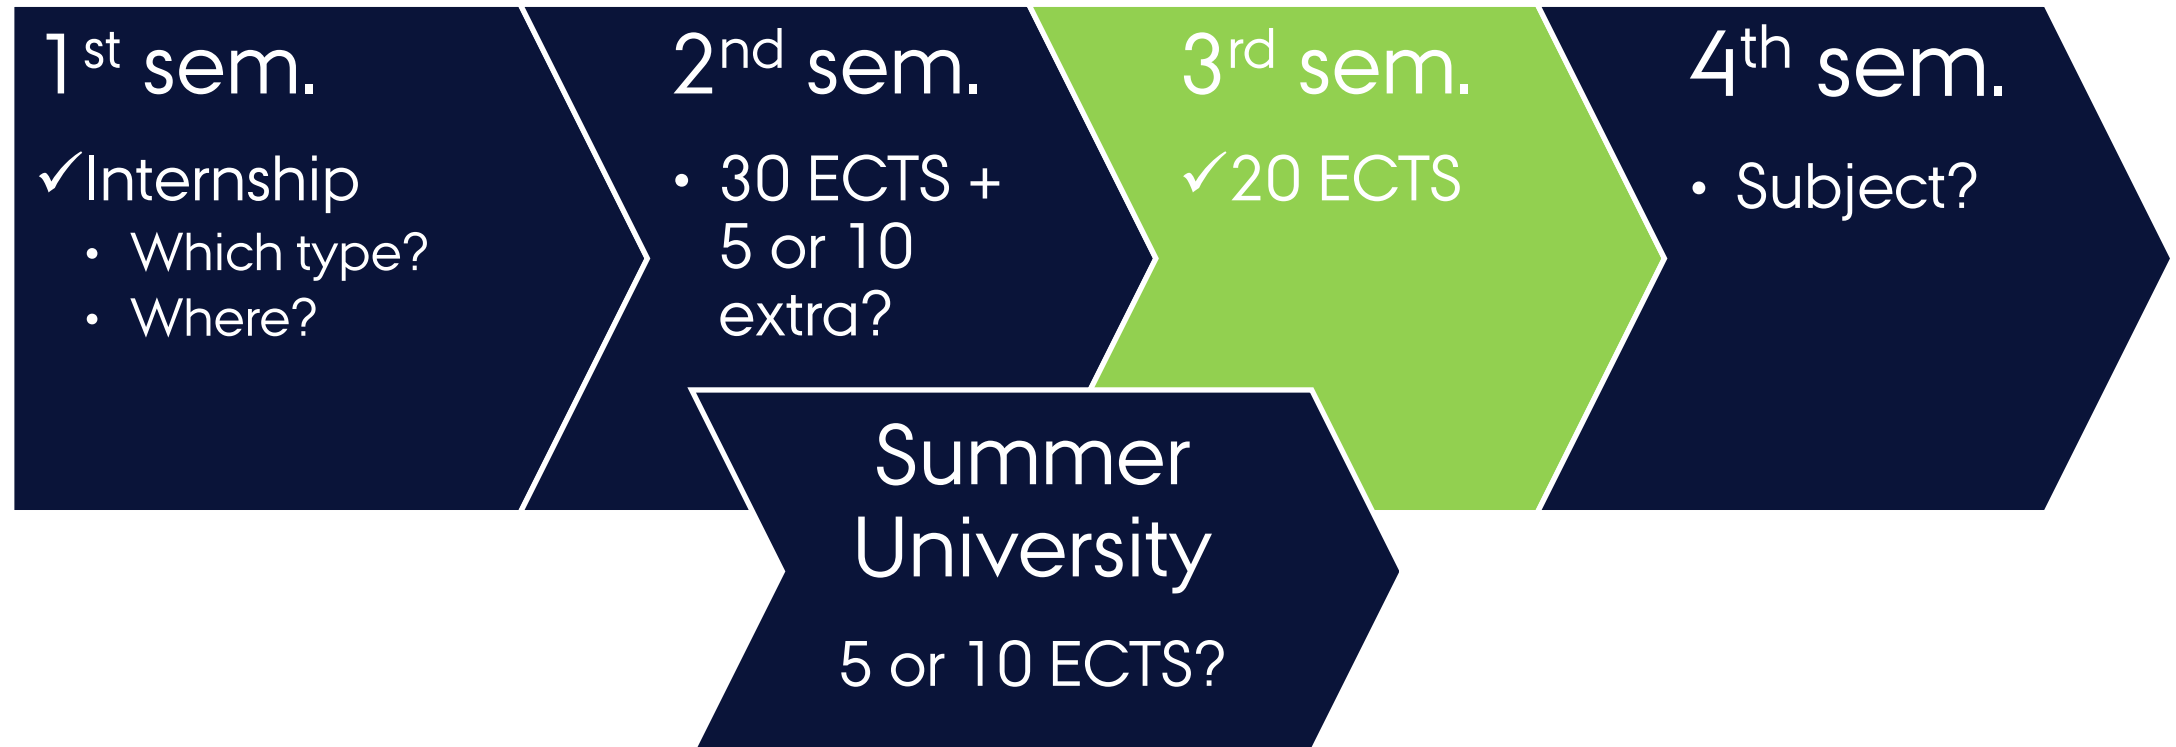 1st sem.
✓Internship
• Which type?
• Where?
2nd sem.
• 30 ECTS +
5 or 10
extra?
3rd sem.
✓20 ECTS
4th sem.
• Subject?
Summer
University
5 or 10 ECTS?